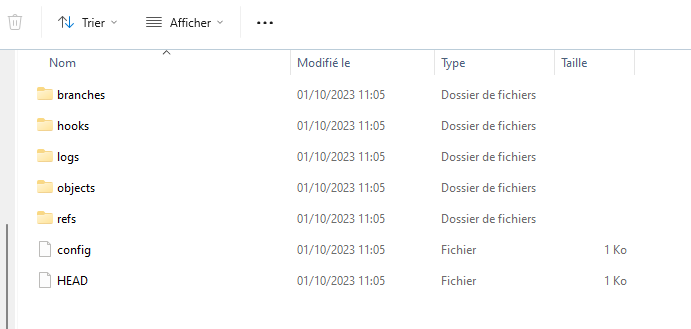 Trier Afficher ...
Nom Modifié le Type Taille
branches 01/10/2023 11:05 Dossier de fichiers
hooks 01/10/2023 11:05 Dossier de fichiers
logs 01/10/2023 11:05 Dossier de fichiers
objects 01/10/2023 11:05 Dossier de fichiers
refs 01/10/2023 11:05 Dossier de fichiers
config 01/10/2023 11:05 Fichier 1 Ko
HEAD 01/10/2023 11:05 Fichier 1 Ko